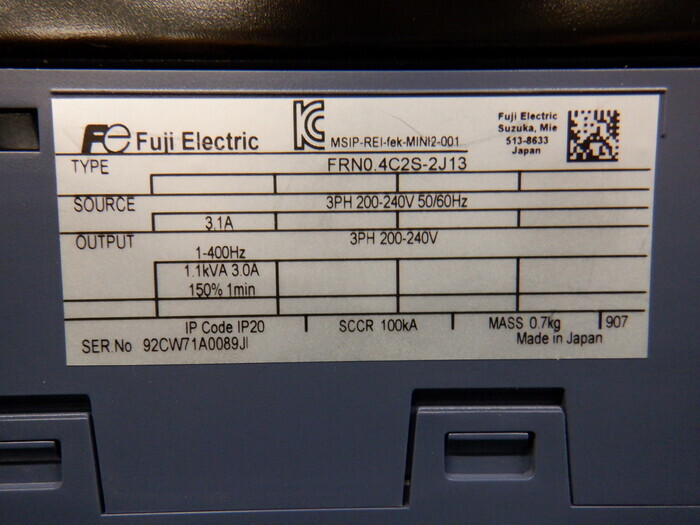 Fe Fuji Electric
KC MSIP-REI-fek-MINI2-001
Fuji Electric
Suzuka, Mie
513-8633
Japan
TYPE FRN0.4C2S-2J13
SOURCE 3PH 200-240V 50/60Hz
3.1A
OUTPUT 3PH 200-240V
1-400Hz
1.1kVA 3.0A
150% 1min
IP Code IP20 SCCR 100kA MASS 0.7kg 907
SER.No 92CW71A0089JI Made in Japan